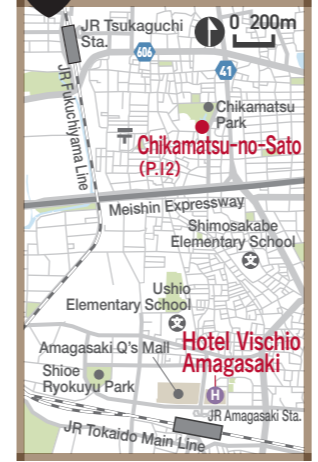 JR Tsukaguchi
Sta.
0 200m
606
41
JR Fukuchiyama Line
Chikamatsu
Park
Chikamatsu-no-Sato
(P.12)
Meishin Expressway
Shimosakabe
Elementary School
文
Ushio
Elementary School
文
Amagasaki Q's Mall
Hotel Vischio
Amagasaki
Shioe
Ryokuyu Park
H
JR Amagasaki Sta.
JR Tokaido Main Line